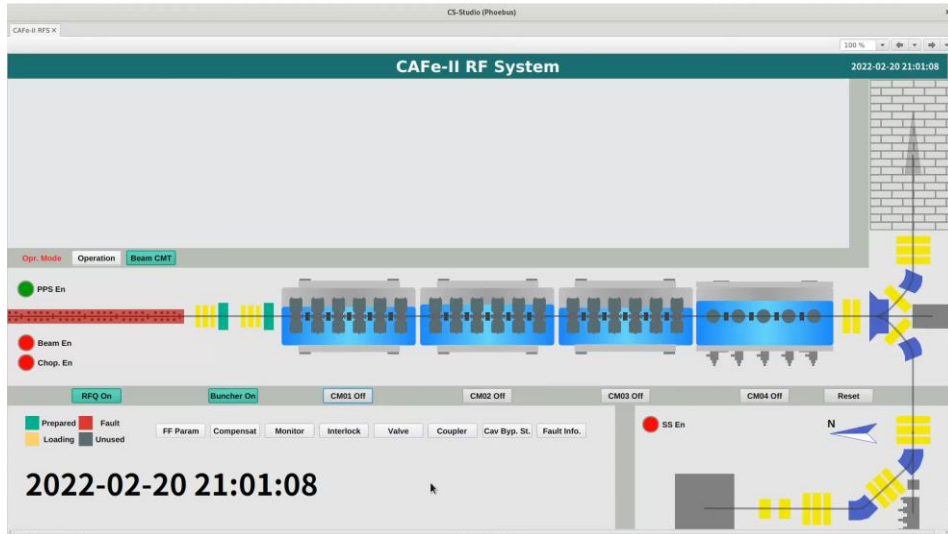 CS-Studio (Phoebus)
CAFe-II RFS ×
100 %
CAFe-II RF System
2022-02-20 21:01:08
Opr. Mode Operation Beam CMT
PPS En
Beam En
Chop. En
RFQ On Buncher On CM01 Off CM02 Off CM03 Off CM04 Off Reset
Prepared Fault
Loading Unused
FF Param Compensat Monitor Interlock Valve Coupler Cav Byp. St. Fault Info.
SS En
N
2022-02-20 21:01:08